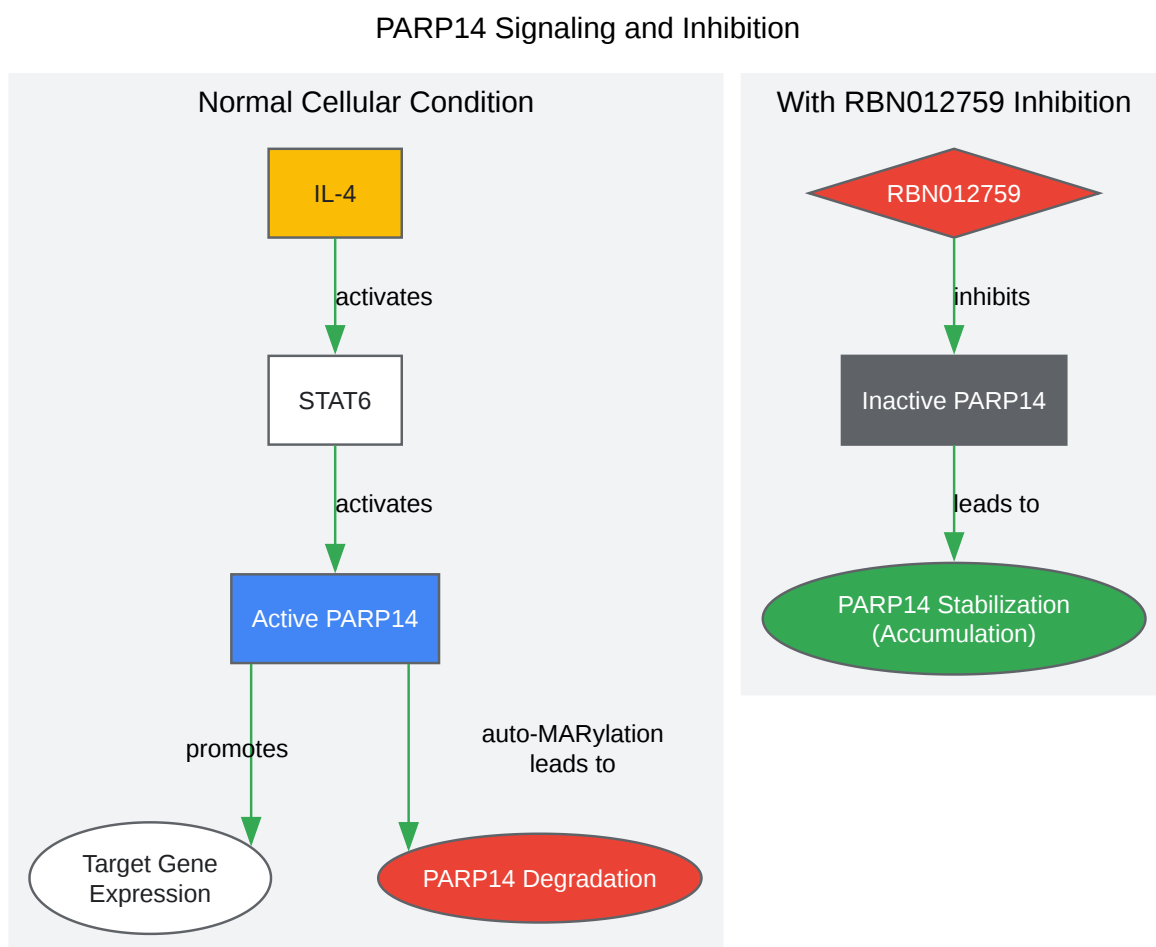 PARP14 Signaling and Inhibition
Normal Cellular Condition
IL-4
activates
STAT6
activates
Active PARP14
promotes
auto-MARylation
leads to
Target Gene
Expression
PARP14 Degradation
With RBN012759 Inhibition
RBN012759
inhibits
Inactive PARP14
leads to
PARP14 Stabilization
(Accumulation)